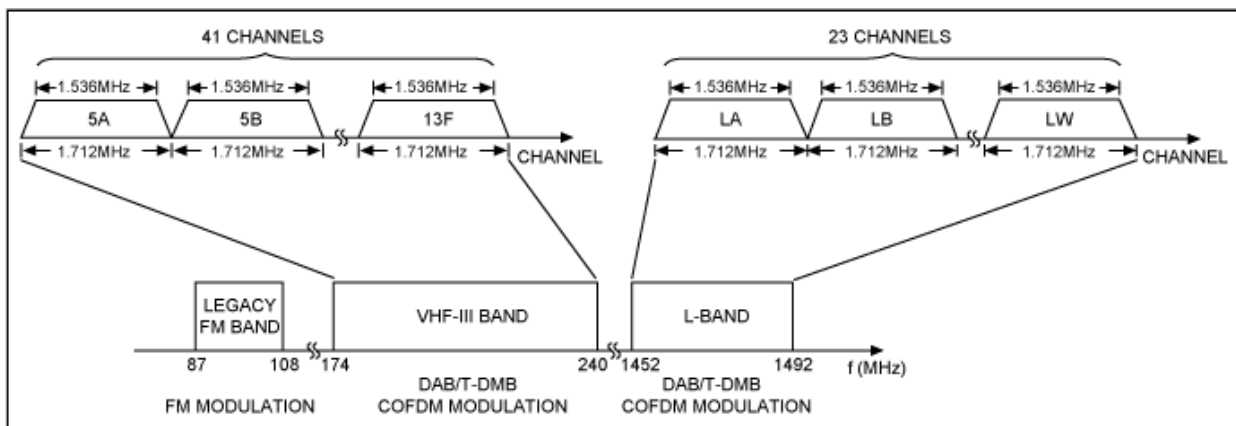 41 CHANNELS 23 CHANNELS
1.536MHz 1.536MHz 1.536MHz 1.536MHz 1.536MHz 1.536MHz
5A 5B 13F LA LB LW
1.712MHz 1.712MHz 1.712MHz CHANNEL 1.712MHz 1.712MHz 1.712MHz CHANNEL
LEGACY
FM BAND VHF-III BAND L-BAND
87 108 174 240 1452 1492 f (MHz)
FM MODULATION
DAB/T-DMB
COFDM MODULATION
DAB/T-DMB
COFDM MODULATION